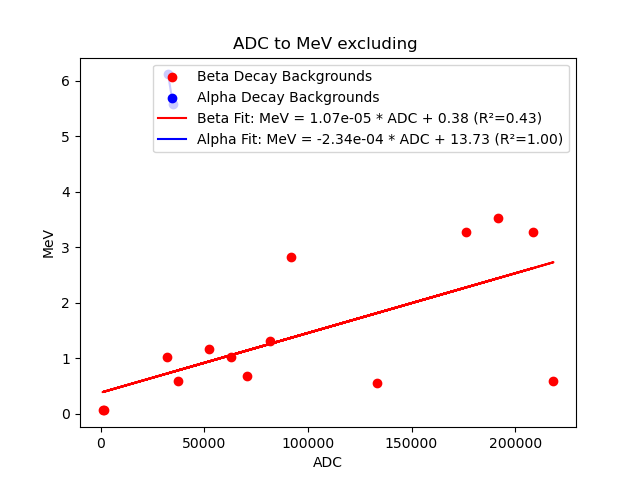 ADC to MeV excluding
Beta Decay Backgrounds
Alpha Decay Backgrounds
Beta Fit: MeV = 1.07e-05 * ADC + 0.38 (R²=0.43)
Alpha Fit: MeV = -2.34e-04 * ADC + 13.73 (R²=1.00)
6
5
4
3
2
1
0
MeV
0
50000
100000
150000
200000
ADC